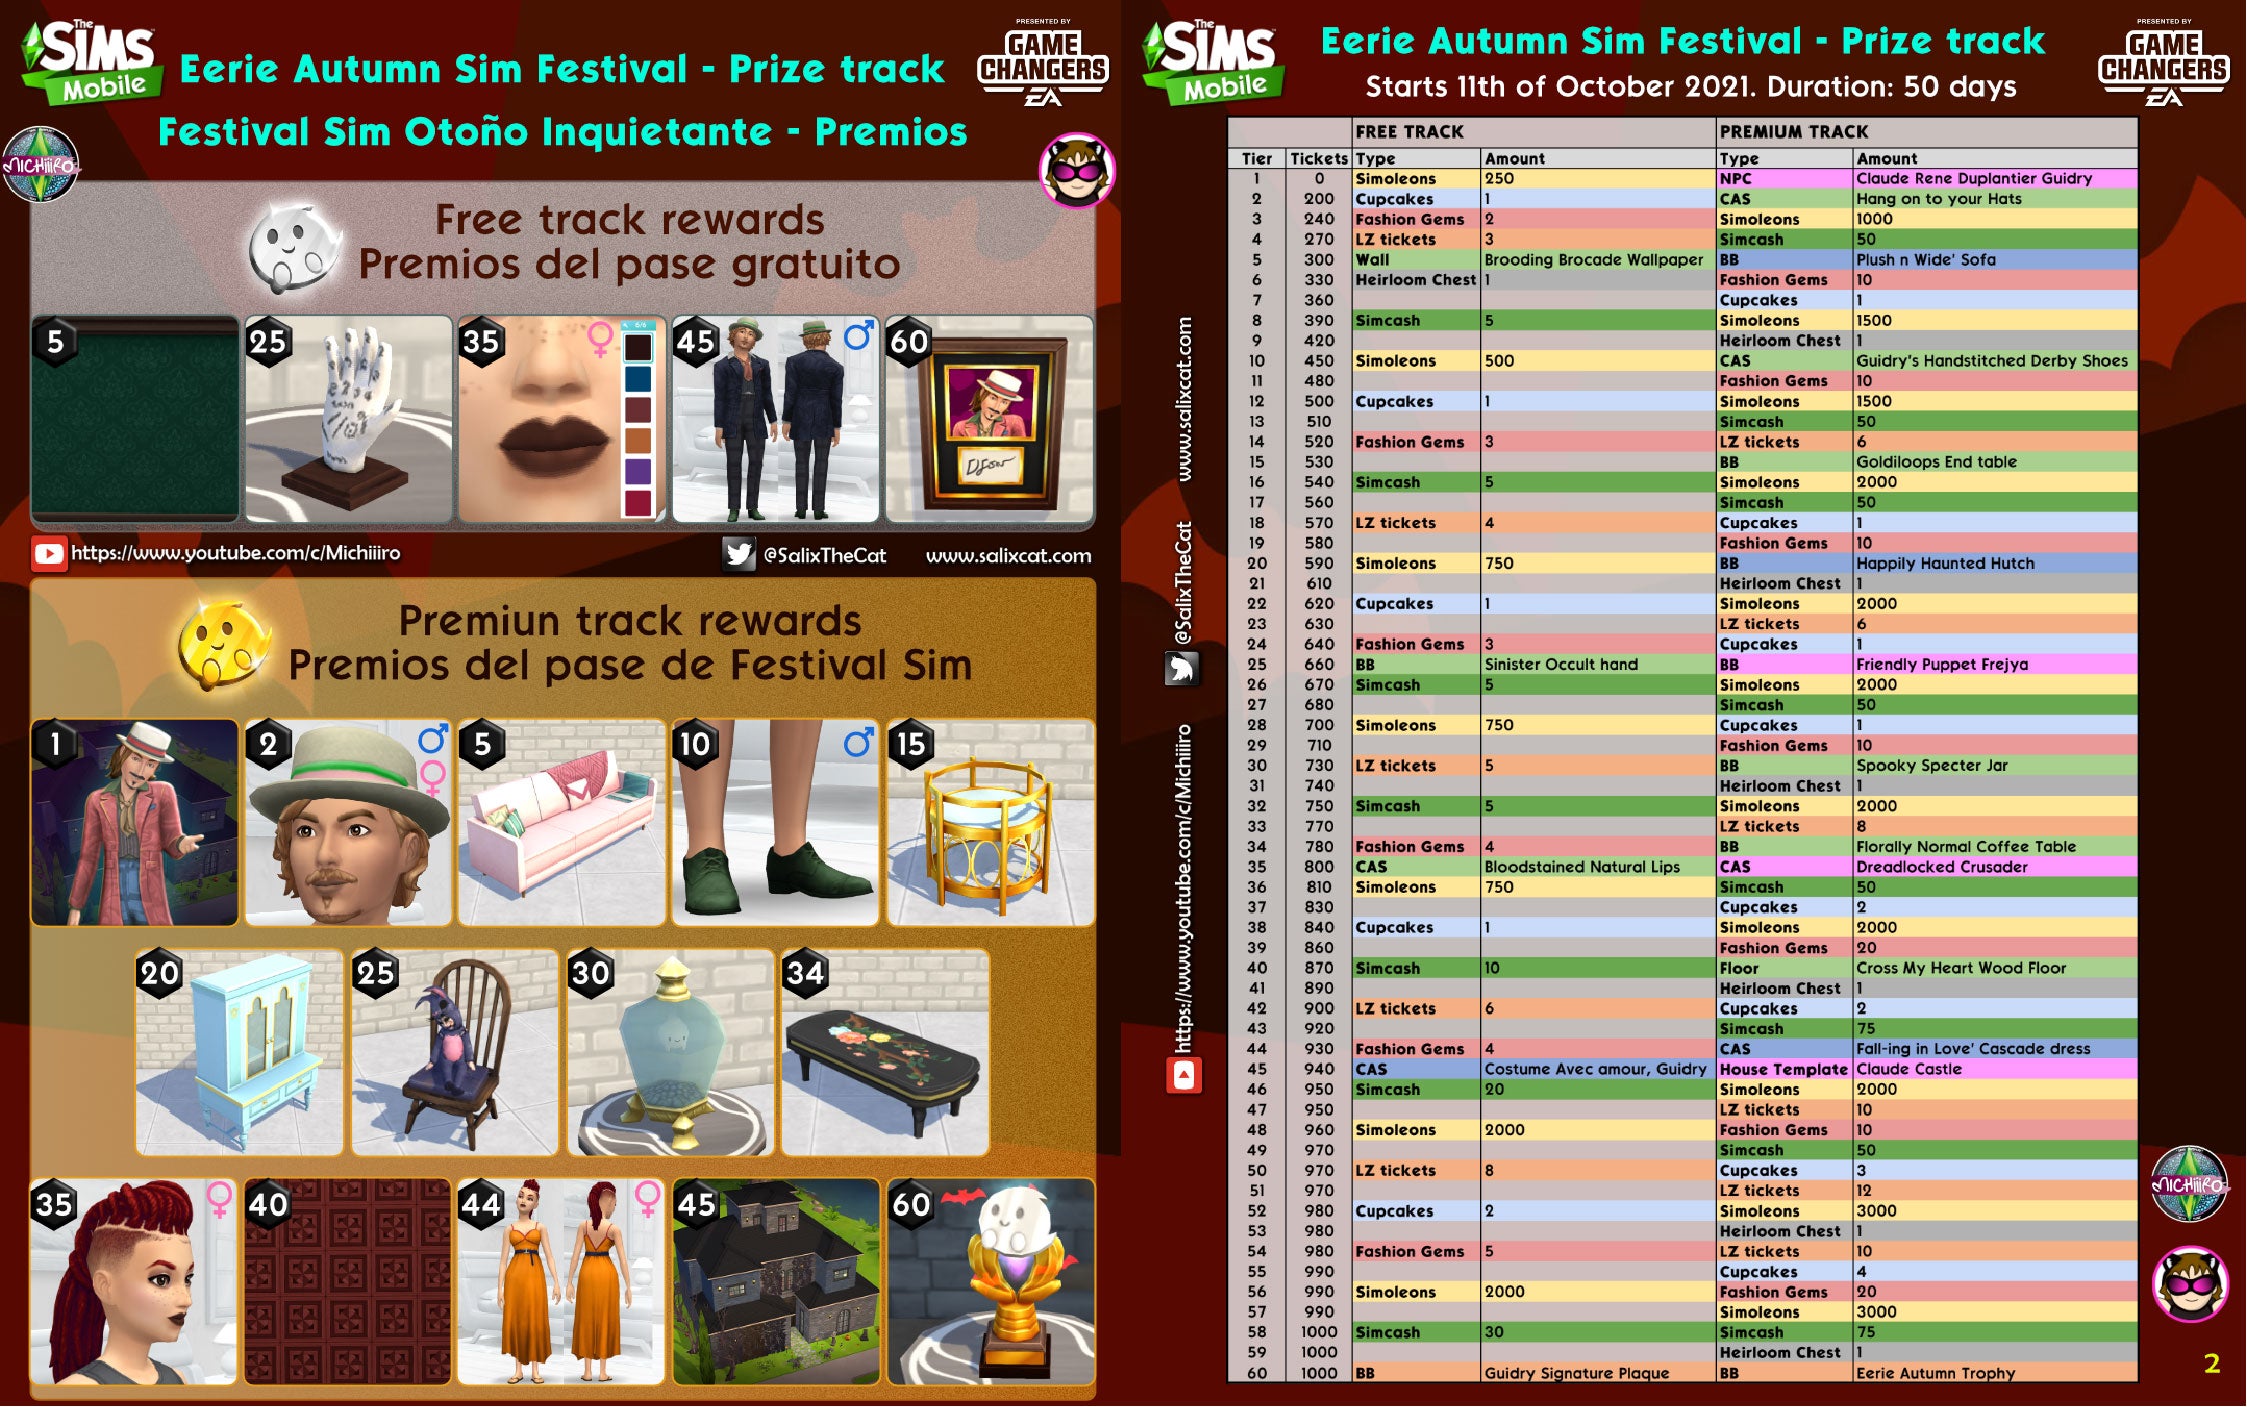 The
SIMS
Mobile
Eerie Autumn Sim Festival - Prize track
Festival Sim Otoño Inquietante - Premios
PRESENTED BY
GAME
CHANGERS
EA
MICHIIIRO
Free track rewards
Premios del pase gratuito
5
25
35
6/6
45
60
https://www.youtube.com/c/Michiiiro
@SalixTheCat
www.salixcat.com
Premiun track rewards
Premios del pase de Festival Sim
1
2
5
10
15
20
25
30
34
35
40
44
45
60
The
SIMS
Mobile
Eerie Autumn Sim Festival - Prize track
Starts 11th of October 2021. Duration: 50 days
PRESENTED BY
GAME
CHANGERS
EA
FREE TRACK PREMIUM TRACK
Tier Tickets Type Amount Type Amount
1 0 Simoleons 250 NPC Claude Rene Duplantier Guidry
2 200 Cupcakes 1 CAS Hang on to your Hats
3 240 Fashion Gems 2 Simoleons 1000
4 270 LZ tickets 3 Simcash 50
5 300 Wall Brooding Brocade Wallpaper BB Plush n Wide' Sofa
6 330 Heirloom Chest 1 Fashion Gems 10
7 360 Cupcakes 1
8 390 Simcash 5 Simoleons 1500
9 420 Heirloom Chest 1
10 450 Simoleons 500 CAS Guidry's Handstitched Derby Shoes
11 480 Fashion Gems 10
12 500 Cupcakes 1 Simoleons 1500
13 510 Simcash 50
14 520 Fashion Gems 3 LZ tickets 6
15 530 BB Goldiloops End table
16 540 Simcash 5 Simoleons 2000
17 560 Simcash 50
18 570 LZ tickets 4 Cupcakes 1
19 580 Fashion Gems 10
20 590 Simoleons 750 BB Happily Haunted Hutch
21 610 Heirloom Chest 1
22 620 Cupcakes 1 Simoleons 2000
23 630 LZ tickets 6
24 640 Fashion Gems 3 Cupcakes 1
25 660 BB Sinister Occult hand BB Friendly Puppet Frejya
26 670 Simcash 5 Simoleons 2000
27 680 Simcash 50
28 700 Simoleons 750 Cupcakes 1
29 710 Fashion Gems 10
30 730 LZ tickets 5 BB Spooky Specter Jar
31 740 Heirloom Chest 1
32 750 Simcash 5 Simoleons 2000
33 770 LZ tickets 8
34 780 Fashion Gems 4 BB Florally Normal Coffee Table
35 800 CAS Bloodstained Natural Lips CAS Dreadlocked Crusader
36 810 Simoleons 750 Simcash 50
37 830 Cupcakes 2
38 840 Cupcakes 1 Simoleons 2000
39 860 Fashion Gems 20
40 870 Simcash 10 Floor Cross My Heart Wood Floor
41 890 Heirloom Chest 1
42 900 LZ tickets 6 Cupcakes 2
43 920 Simcash 75
44 930 Fashion Gems 4 CAS Fall-ing in Love' Cascade dress
45 940 CAS Costume Avec amour, Guidry House Template Claude Castle
46 950 Simcash 20 Simoleons 2000
47 950 LZ tickets 10
48 960 Simoleons 2000 Fashion Gems 10
49 970 Simcash 50
50 970 LZ tickets 8 Cupcakes 3
51 970 LZ tickets 12
52 980 Cupcakes 2 Simoleons 3000
53 980 Heirloom Chest 1
54 980 Fashion Gems 5 LZ tickets 10
55 990 Cupcakes 4
56 990 Simoleons 2000 Fashion Gems 20
57 990 Simoleons 3000
58 1000 Simcash 30 Simcash 75
59 1000 Heirloom Chest 1
60 1000 BB Guidry Signature Plaque BB Eerie Autumn Trophy
https://www.youtube.com/c/Michiiiro
@SalixTheCat
www.salixcat.com
MICHIIIRO
2